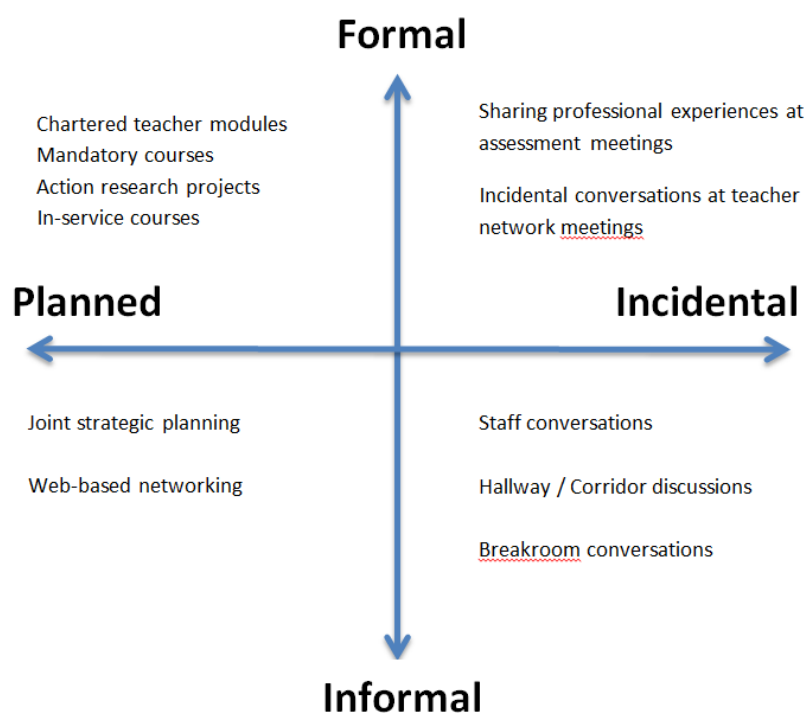 Formal
Chartered teacher modules
Mandatory courses
Action research projects
In-service courses
Sharing professional experiences at
assessment meetings
Incidental conversations at teacher
network meetings
Planned
Incidental
Joint strategic planning
Web-based networking
Staff conversations
Hallway / Corridor discussions
Breakroom conversations
Informal